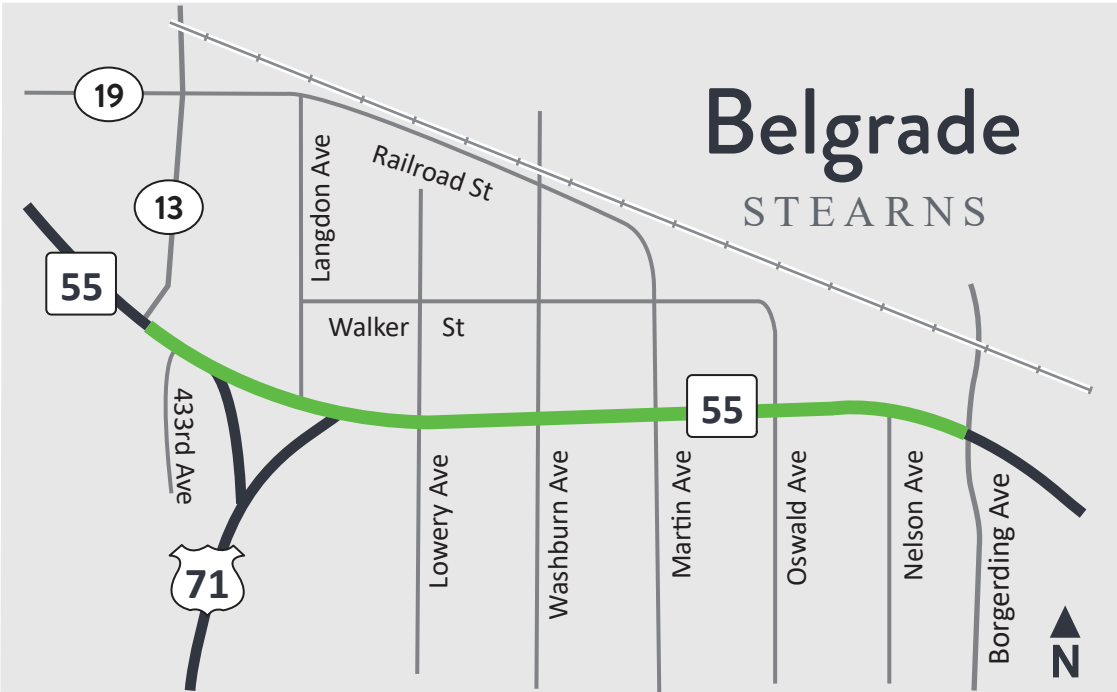 19
Belgrade
STEARNS
Langdon Ave
Railroad St
13
55
Walker St
433rd Ave
55
Lowery Ave
Washburn Ave
Martin Ave
Oswald Ave
Nelson Ave
Borgerding Ave
71
N